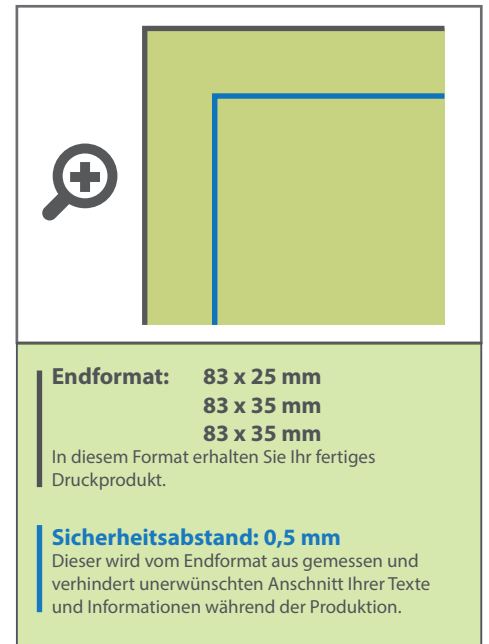 Endformat: 83 x 25 mm
83 x 35 mm
83 x 35 mm
In diesem Format erhalten Sie Ihr fertiges
Druckprodukt.
Sicherheitsabstand: 0,5 mm
Dieser wird vom Endformat aus gemessen und
verhindert unerwünschten Anschnitt Ihrer Texte
und Informationen während der Produktion.